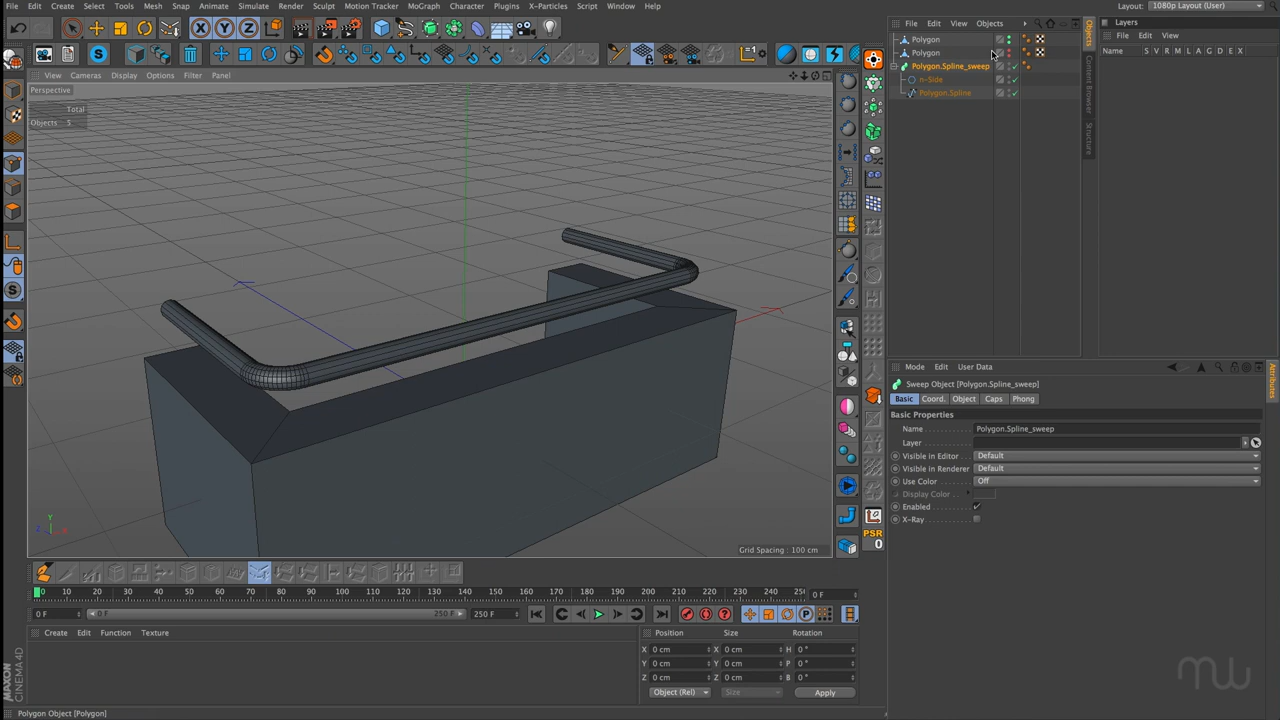 File Edit Create Select Tools Mesh Snap Animate Simulate Render Sculpt Motion Tracker MoGraph Character Plugins X-Particles Script Window Help
Layout: 1080p Layout (User)
File Edit View Objects
Layers
File Edit View
Name S V R M L A G D E X
Polygon
Polygon
Polygon.Spline_sweep
n-Side
Polygon.Spline
Objects
Content Browser
Structure
View Cameras Display Options Filter Panel
Perspective
Total
Objects 5
Grid Spacing : 100 cm
Y
X
Z
PSR
0
Mode Edit User Data
Attributes
Sweep Object [Polygon.Spline_sweep]
Basic Coord. Object Caps Phong
Basic Properties
Name Polygon.Spline_sweep
Layer
Visible in Editor Default
Visible in Renderer Default
Use Color Off
Display Color
Enabled
X-Ray
0 10 20 30 40 50 60 70 80 90 100 110 120 130 140 150 160 170 180 190 200 210 220 230 240 250
0 F
0 F 0 F 250 F 250 F
Create Edit Function Texture
Position Size Rotation
X 0 cm X 0 cm H 0 °
Y 0 cm Y 0 cm P 0 °
Z 0 cm Z 0 cm B 0 °
Object (Rel) Size Apply
MAXON
CINEMA 4D
Polygon Object [Polygon]
mw